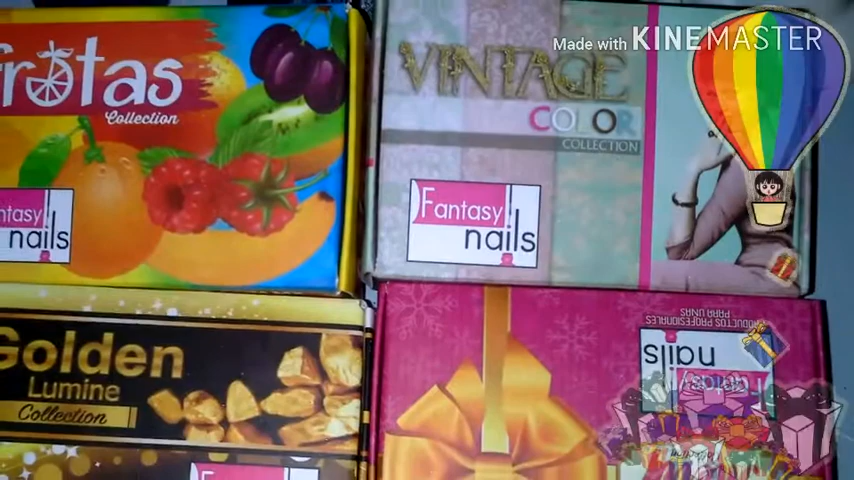 Made with KINEMASTER
frutas
Collection
Fantasy
nails
VINTAGE
COLOR
COLLECTION
Fantasy
nails
Golden
Lumine
Collection
Fantasy
PRODUCTOS PROFESIONALES
PARA UÑAS
nails